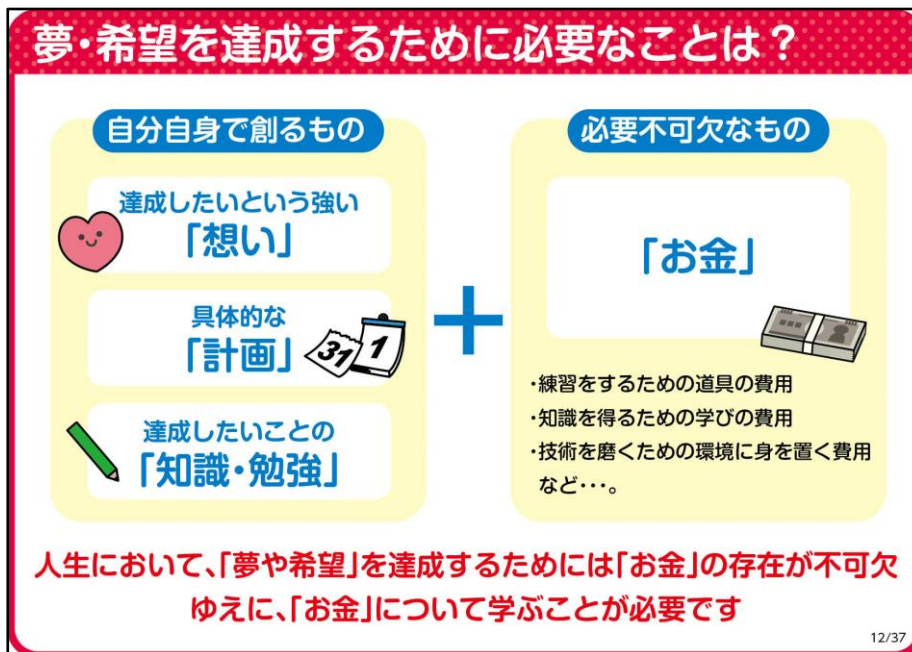 夢・希望を達成するために必要なことは？
自分自身で創るもの
達成したいという強い
「想い」
具体的な
「計画」
31
1
達成したいことの
「知識・勉強」
＋
必要不可欠なもの
「お金」
・練習をするための道具の費用
・知識を得るための学びの費用
・技術を磨くための環境に身を置く費用
など・・・。
人生において、「夢や希望」を達成するためには「お金」の存在が不可欠
ゆえに、「お金」について学ぶことが必要です
12/37